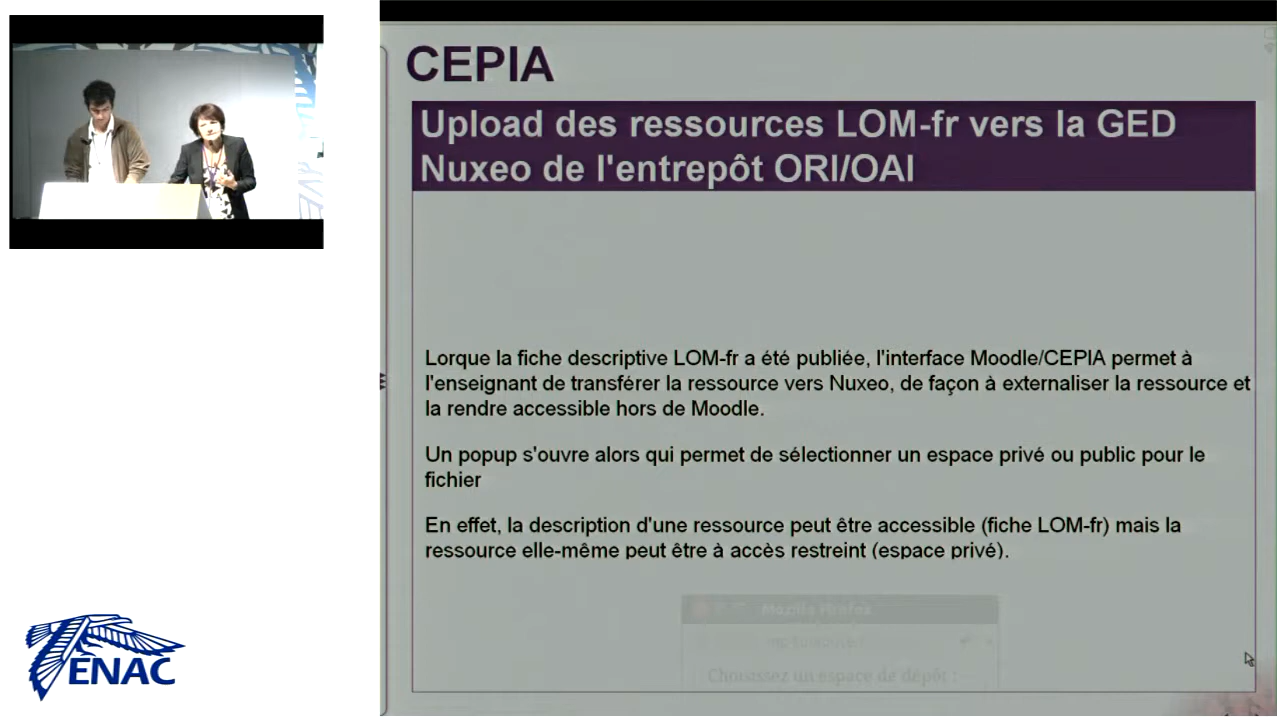 CEPIA
Upload des ressources LOM-fr vers la GED
Nuxeo de l'entrepôt ORI/OAI
Lorque la fiche descriptive LOM-fr a été publiée, l'interface Moodle/CEPIA permet à
l'enseignant de transférer la ressource vers Nuxeo, de façon à externaliser la ressource et
la rendre accessible hors de Moodle.
Un popup s'ouvre alors qui permet de sélectionner un espace privé ou public pour le
fichier
En effet, la description d'une ressource peut être accessible (fiche LOM-fr) mais la
ressource elle-même peut être à accès restreint (espace privé).
Mozilla Firefox
Choisissez un espace de dépôt :
ENAC